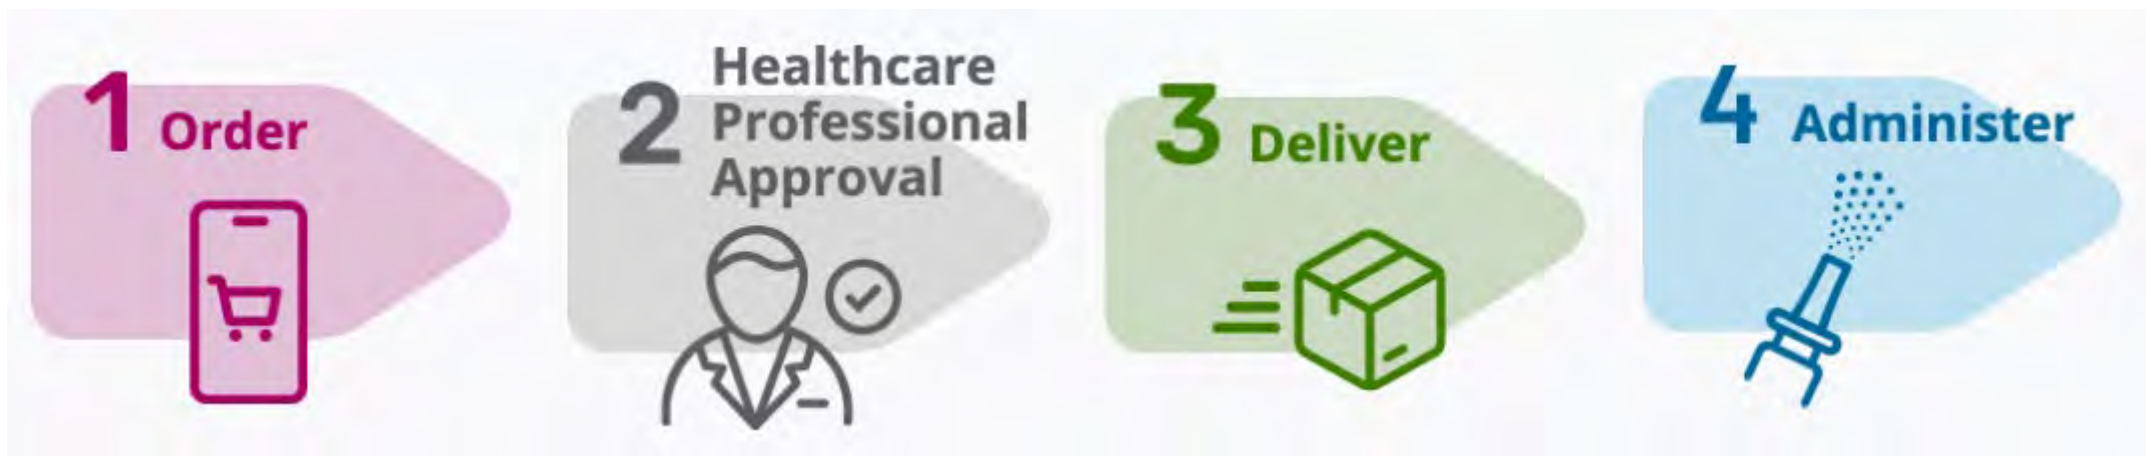 1 Order
2 Healthcare
Professional
Approval
3 Deliver
4 Administer